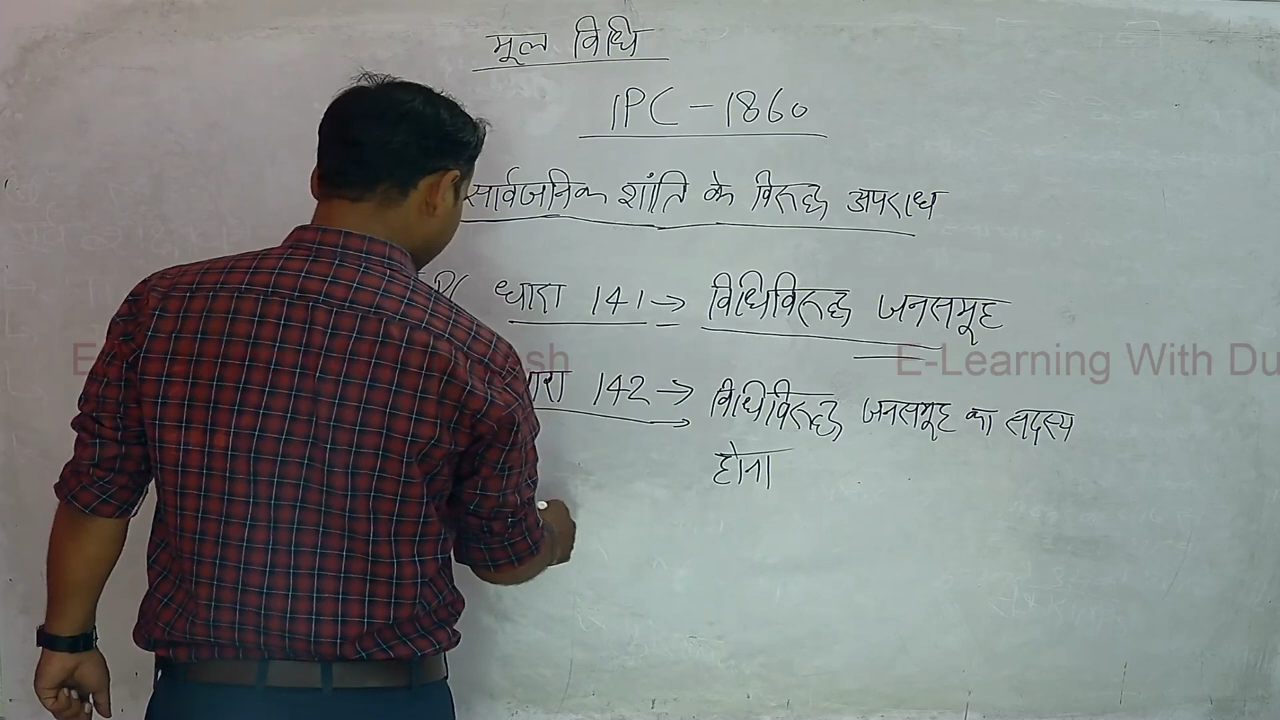 मूल विधि
IPC - 1860
सार्वजनिक शांति के विरूद्ध अपराध
धारा 141 → विधिविरूद्ध जनसमूह
E-Learning With Du
धारा 142 → विधिविरूद्ध जनसमूह का सदस्य
होना